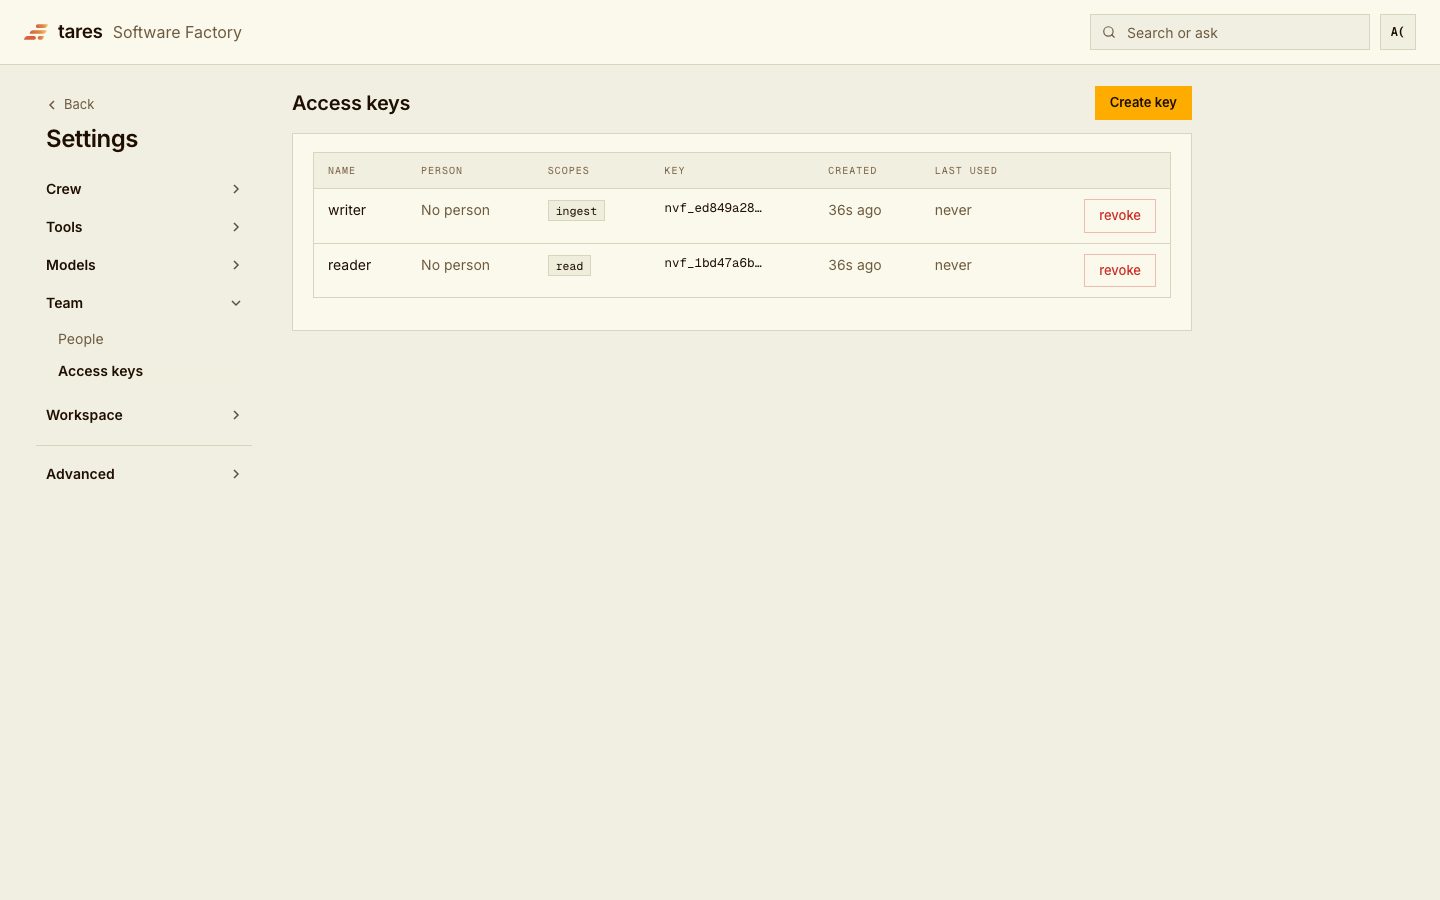 tares Software Factory
Search or ask
A(
Back
Settings
Crew
Tools
Models
Team
People
Access keys
Workspace
Advanced
Access keys
Create key
NAME PERSON SCOPES KEY CREATED LAST USED
writer No person ingest nvf_ed849a28… 36s ago never revoke
reader No person read nvf_1bd47a6b… 36s ago never revoke